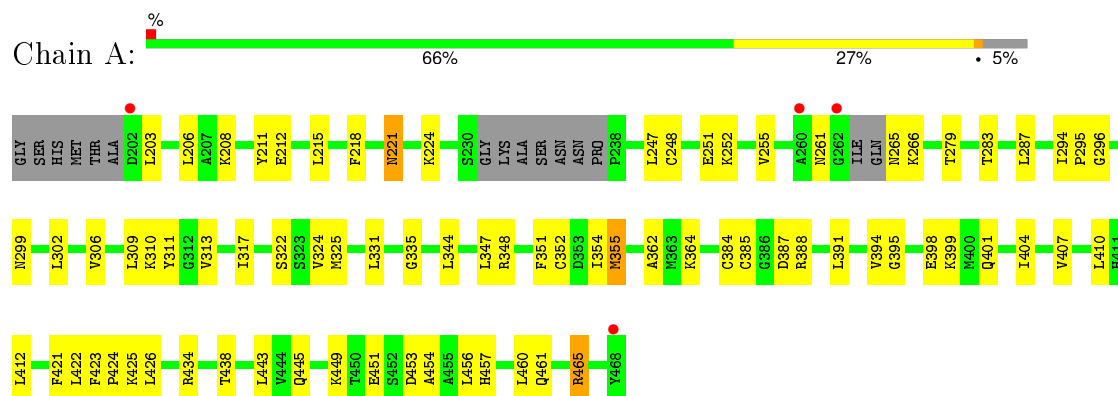 %
Chain A:
66% 27% • 5%
GLY SER HIS MET THR ALA D202 L203 L206 A207 K208 Y211 E212 L215 F218 N221 K224 S230 GLY LYS ALA SER ASN ASN PRO P238 L247 C248 E251 K252 V255 A260 N261 G262 ILE GLN N265 K266 T279 T283 L287 I294 P295 G296
N299 L302 V306 L309 K310 Y311 G312 V313 I317 S322 S323 V324 M325 L331 G335 L344 L347 R348 F351 C352 D353 I354 M355 A362 M363 K364 C384 C385 G386 D387 R388 L391 V394 G395 E398 K399 M400 Q401 I404 V407 L410 H411
L412 F421 L422 F423 P424 K425 L426 R434 T438 L443 V444 Q445 K449 T450 E451 S452 D453 A454 A455 L456 H457 L460 Q461 R465 Y468